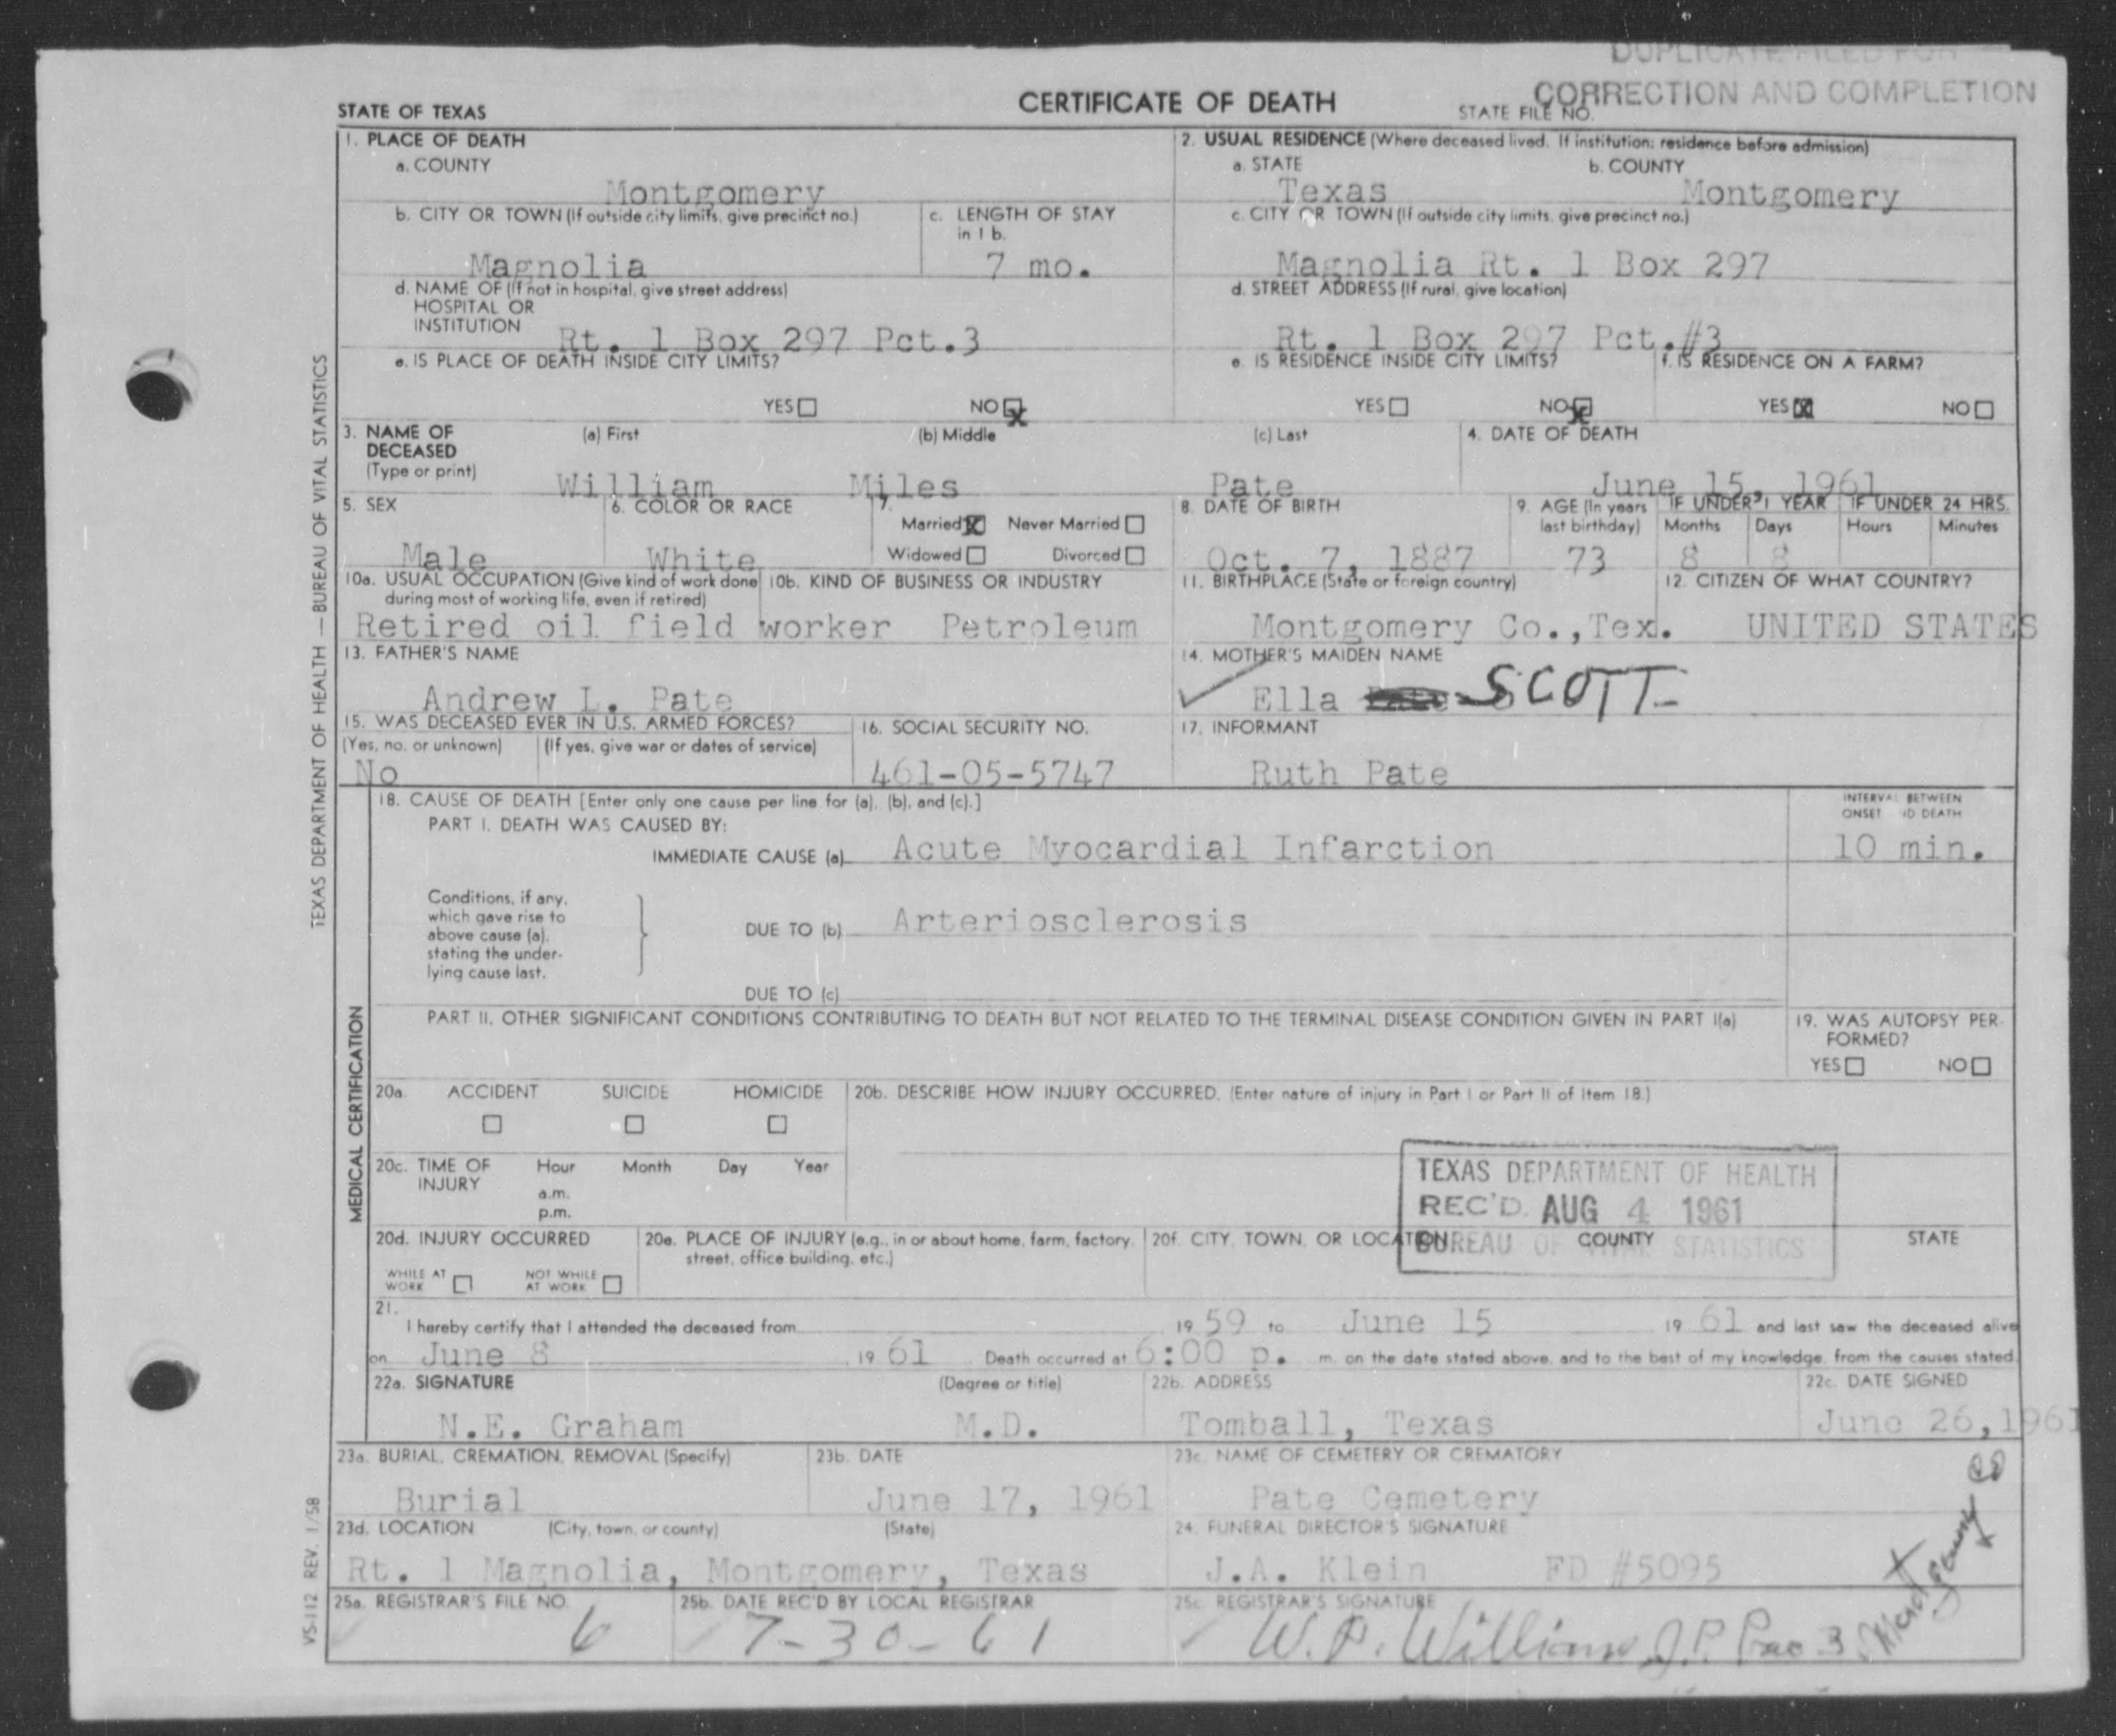 DUPLICATE FILED FOR
CORRECTION AND COMPLETION
STATE OF TEXAS CERTIFICATE OF DEATH STATE FILE NO.
1. PLACE OF DEATH
a. COUNTY
Montgomery
2. USUAL RESIDENCE (Where deceased lived. If institution: residence before admission)
a. STATE b. COUNTY
Texas Montgomery
b. CITY OR TOWN (If outside city limits, give precinct no.)
Magnolia
c. LENGTH OF STAY
in 1 b.
7 mo.
c. CITY OR TOWN (If outside city limits, give precinct no.)
Magnolia Rt. 1 Box 297
d. NAME OF (If not in hospital, give street address)
HOSPITAL OR
INSTITUTION Rt. 1 Box 297 Pct.3
d. STREET ADDRESS (If rural, give location)
Rt. 1 Box 297 Pct.#3
e. IS PLACE OF DEATH INSIDE CITY LIMITS?
YES NO X
e. IS RESIDENCE INSIDE CITY LIMITS?
YES NO X
f. IS RESIDENCE ON A FARM?
YES X NO
3. NAME OF
DECEASED
(Type or print)
(a) First (b) Middle (c) Last
William Miles Pate
4. DATE OF DEATH
June 15, 1961
5. SEX
Male
6. COLOR OR RACE
White
7.
Married X Never Married
Widowed Divorced
8. DATE OF BIRTH
Oct. 7, 1887
9. AGE (In years
last birthday)
73
IF UNDER 1 YEAR
Months Days
8 8
IF UNDER 24 HRS.
Hours Minutes
10a. USUAL OCCUPATION (Give kind of work done
during most of working life, even if retired)
Retired oil field worker
10b. KIND OF BUSINESS OR INDUSTRY
Petroleum
11. BIRTHPLACE (State or foreign country)
Montgomery Co.,Tex.
12. CITIZEN OF WHAT COUNTRY?
UNITED STATES
13. FATHER'S NAME
Andrew L. Pate
14. MOTHER'S MAIDEN NAME
Ella SCOTT
15. WAS DECEASED EVER IN U.S. ARMED FORCES?
(Yes, no, or unknown) (If yes, give war or dates of service)
No
16. SOCIAL SECURITY NO.
461-05-5747
17. INFORMANT
Ruth Pate
18. CAUSE OF DEATH [Enter only one cause per line for (a), (b), and (c).]
PART I. DEATH WAS CAUSED BY:
IMMEDIATE CAUSE (a) Acute Myocardial Infarction
INTERVAL BETWEEN
ONSET AND DEATH
10 min.
Conditions, if any,
which gave rise to
above cause (a),
stating the under-
lying cause last.
DUE TO (b) Arteriosclerosis
DUE TO (c)
PART II. OTHER SIGNIFICANT CONDITIONS CONTRIBUTING TO DEATH BUT NOT RELATED TO THE TERMINAL DISEASE CONDITION GIVEN IN PART I(a)
19. WAS AUTOPSY PER-
FORMED?
YES NO
20a. ACCIDENT SUICIDE HOMICIDE
20b. DESCRIBE HOW INJURY OCCURRED. (Enter nature of injury in Part I or Part II of Item 18.)
20c. TIME OF
INJURY
Hour Month Day Year
a.m.
p.m.
TEXAS DEPARTMENT OF HEALTH
REC'D. AUG 4 1961
BUREAU OF VITAL STATISTICS
20d. INJURY OCCURRED
WHILE AT
WORK
NOT WHILE
AT WORK
20e. PLACE OF INJURY (e.g., in or about home, farm, factory,
street, office building, etc.)
20f. CITY, TOWN, OR LOCATION COUNTY STATE
21.
I hereby certify that I attended the deceased from 19 59 to June 15 19 61 and last saw the deceased alive
on June 8 19 61 Death occurred at 6:00 p. m. on the date stated above, and to the best of my knowledge, from the causes stated.
22a. SIGNATURE (Degree or title)
N.E. Graham M.D.
22b. ADDRESS
Tomball, Texas
22c. DATE SIGNED
June 26,1961
23a. BURIAL, CREMATION, REMOVAL (Specify)
Burial
23b. DATE
June 17, 1961
23c. NAME OF CEMETERY OR CREMATORY
Pate Cemetery
23d. LOCATION (City, town, or county) (State)
Rt. 1 Magnolia, Montgomery, Texas
24. FUNERAL DIRECTOR'S SIGNATURE
J.A. Klein FD #5095
25a. REGISTRAR'S FILE NO.
6
25b. DATE REC'D BY LOCAL REGISTRAR
7-30-61
25c. REGISTRAR'S SIGNATURE
W. P. Williams J.P. Prec 3 Montgomery Co
TEXAS DEPARTMENT OF HEALTH — BUREAU OF VITAL STATISTICS
MEDICAL CERTIFICATION
VS-112 REV. 1/58